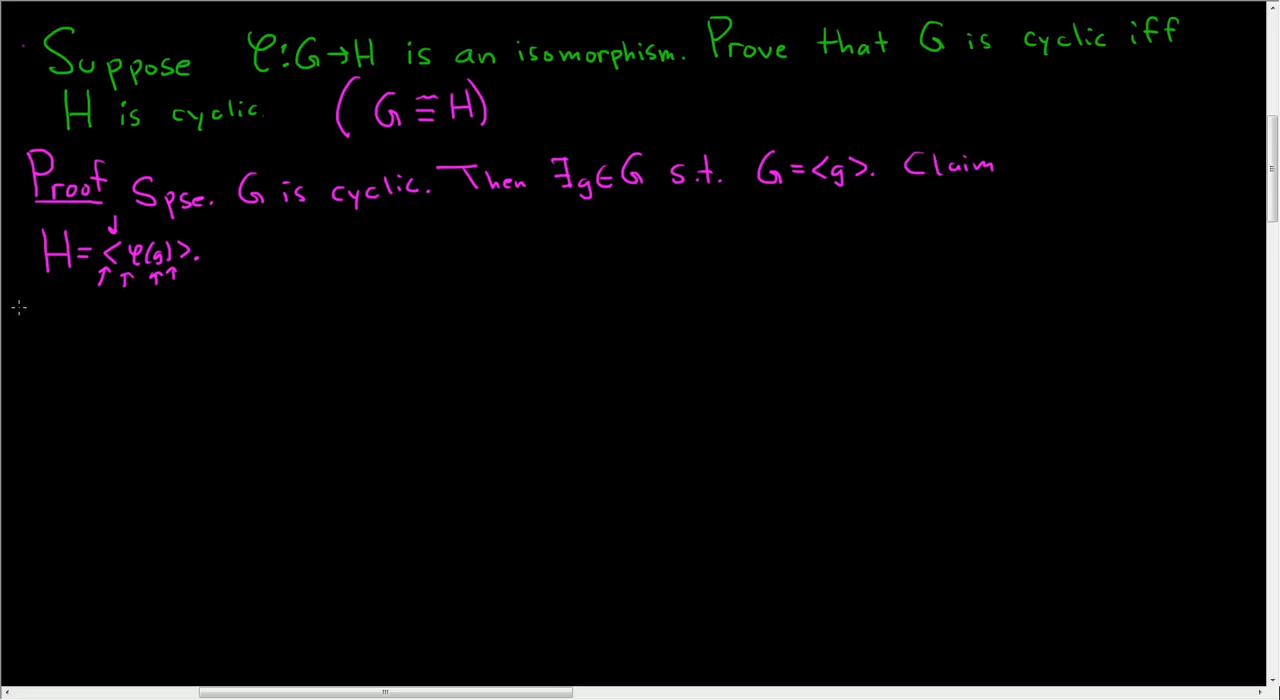 Suppose φ:G→H is an isomorphism. Prove that G is cyclic iff
H is cyclic. (G ≅ H)
Proof Spse. G is cyclic. Then ∃g∈G s.t. G=<g>. Claim
H=<φ(g)>.